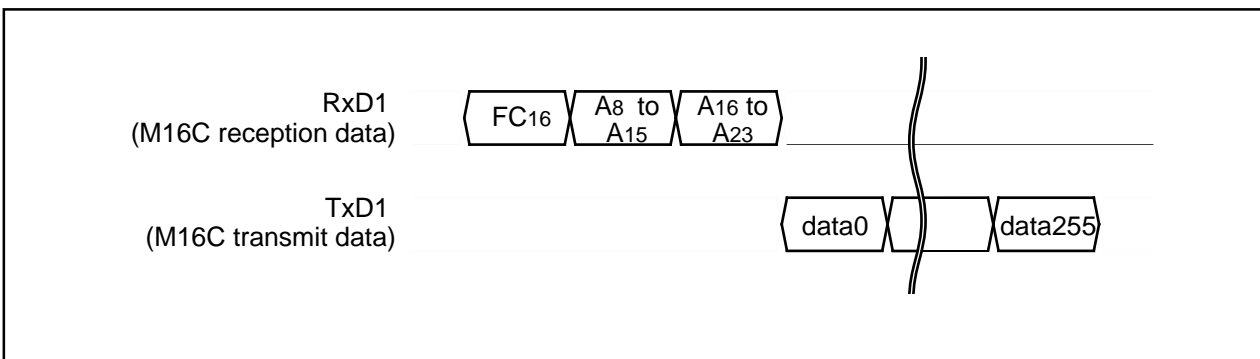 RxD1
(M16C reception data)
FC16
A8 to
A15
A16 to
A23
TxD1
(M16C transmit data)
data0
data255